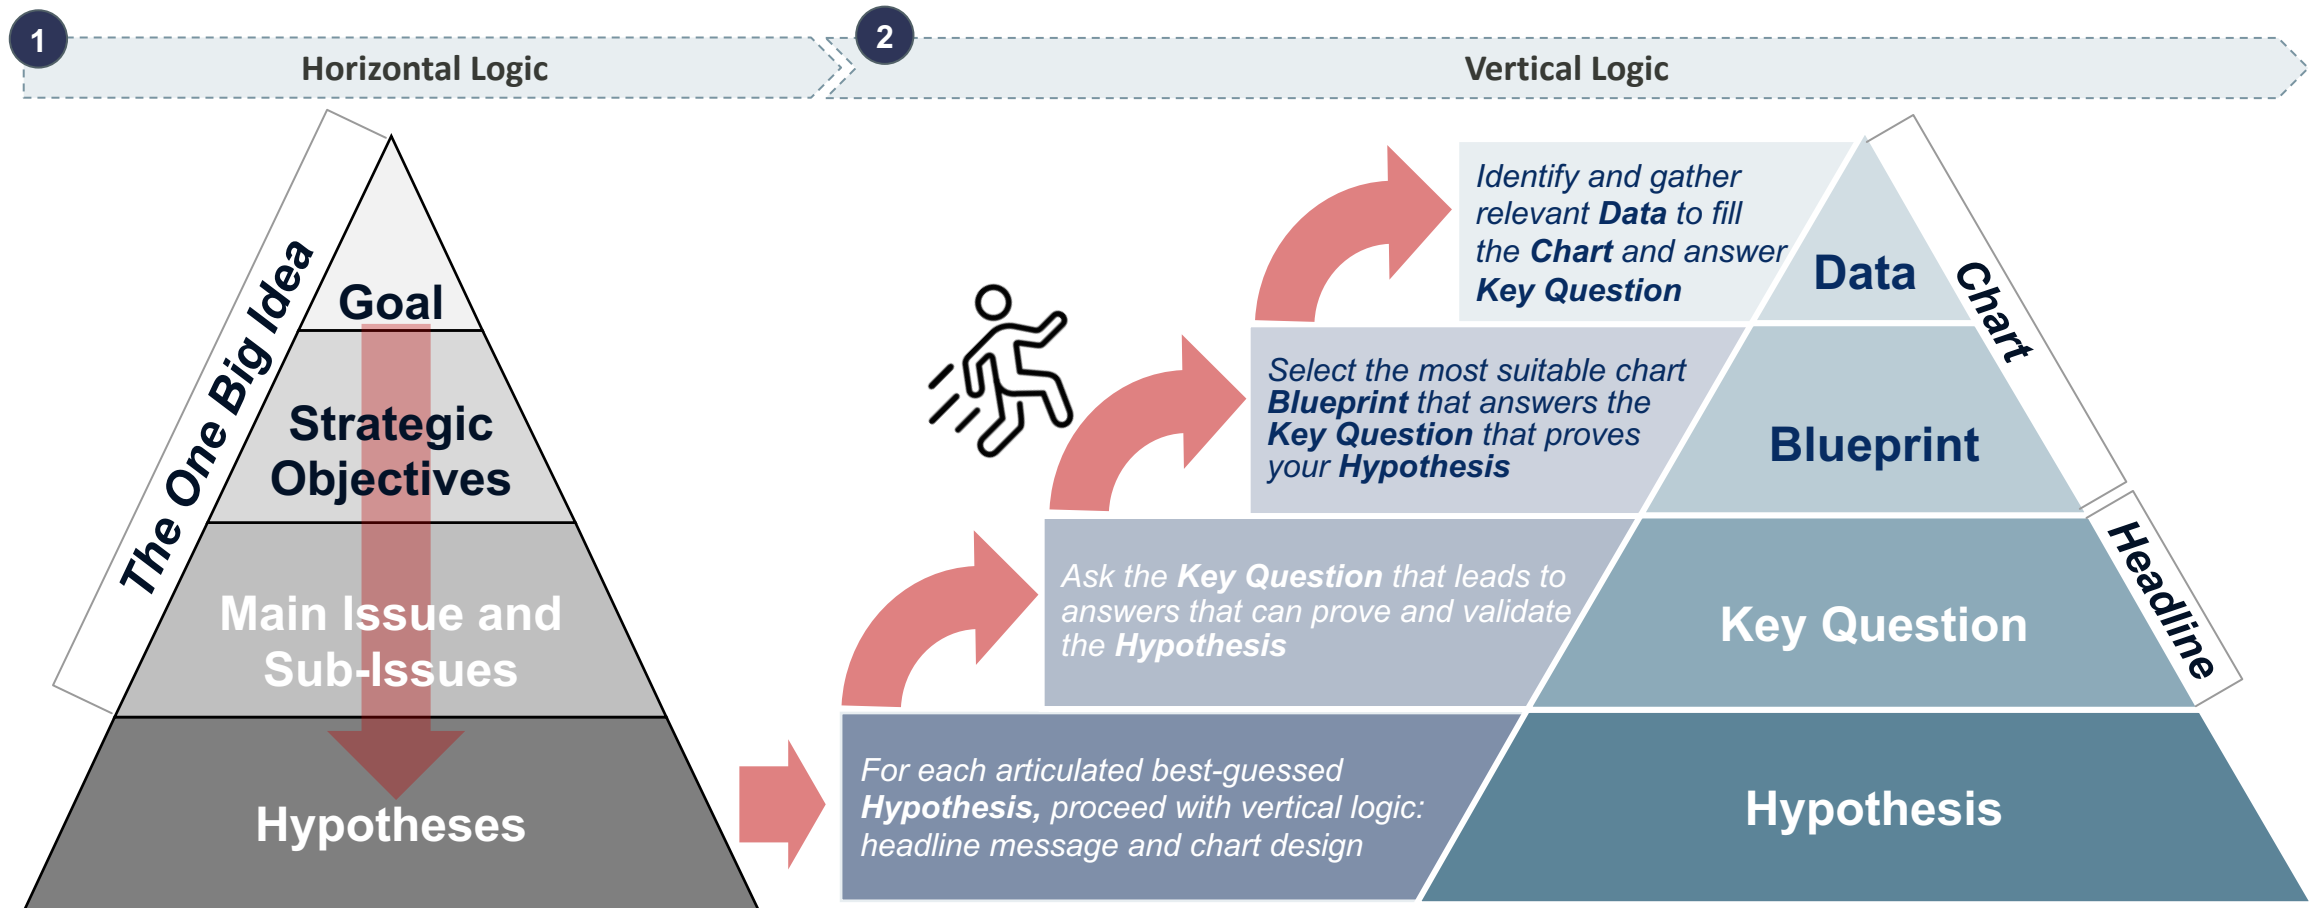 1
Horizontal Logic
2
Vertical Logic
The One Big Idea
Goal
Strategic
Objectives
Main Issue and
Sub-Issues
Hypotheses
Identify and gather
relevant Data to fill
the Chart and answer
Key Question
Select the most suitable chart
Blueprint that answers the
Key Question that proves
your Hypothesis
Ask the Key Question that leads to
answers that can prove and validate
the Hypothesis
For each articulated best-guessed
Hypothesis, proceed with vertical logic:
headline message and chart design
Data
Blueprint
Key Question
Hypothesis
Chart
Headline